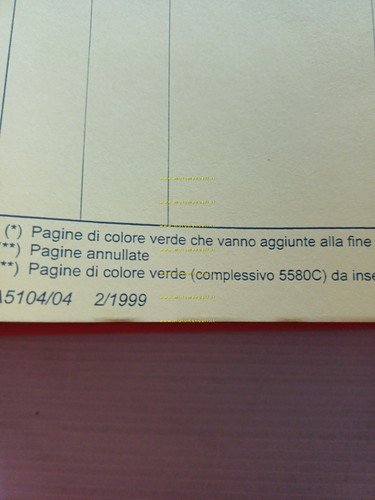 (*) Pagine di colore verde che vanno aggiunte alla fine
**) Pagine annullate
**) Pagine di colore verde (complessivo 5580C) da inse
A5104/04 2/1999